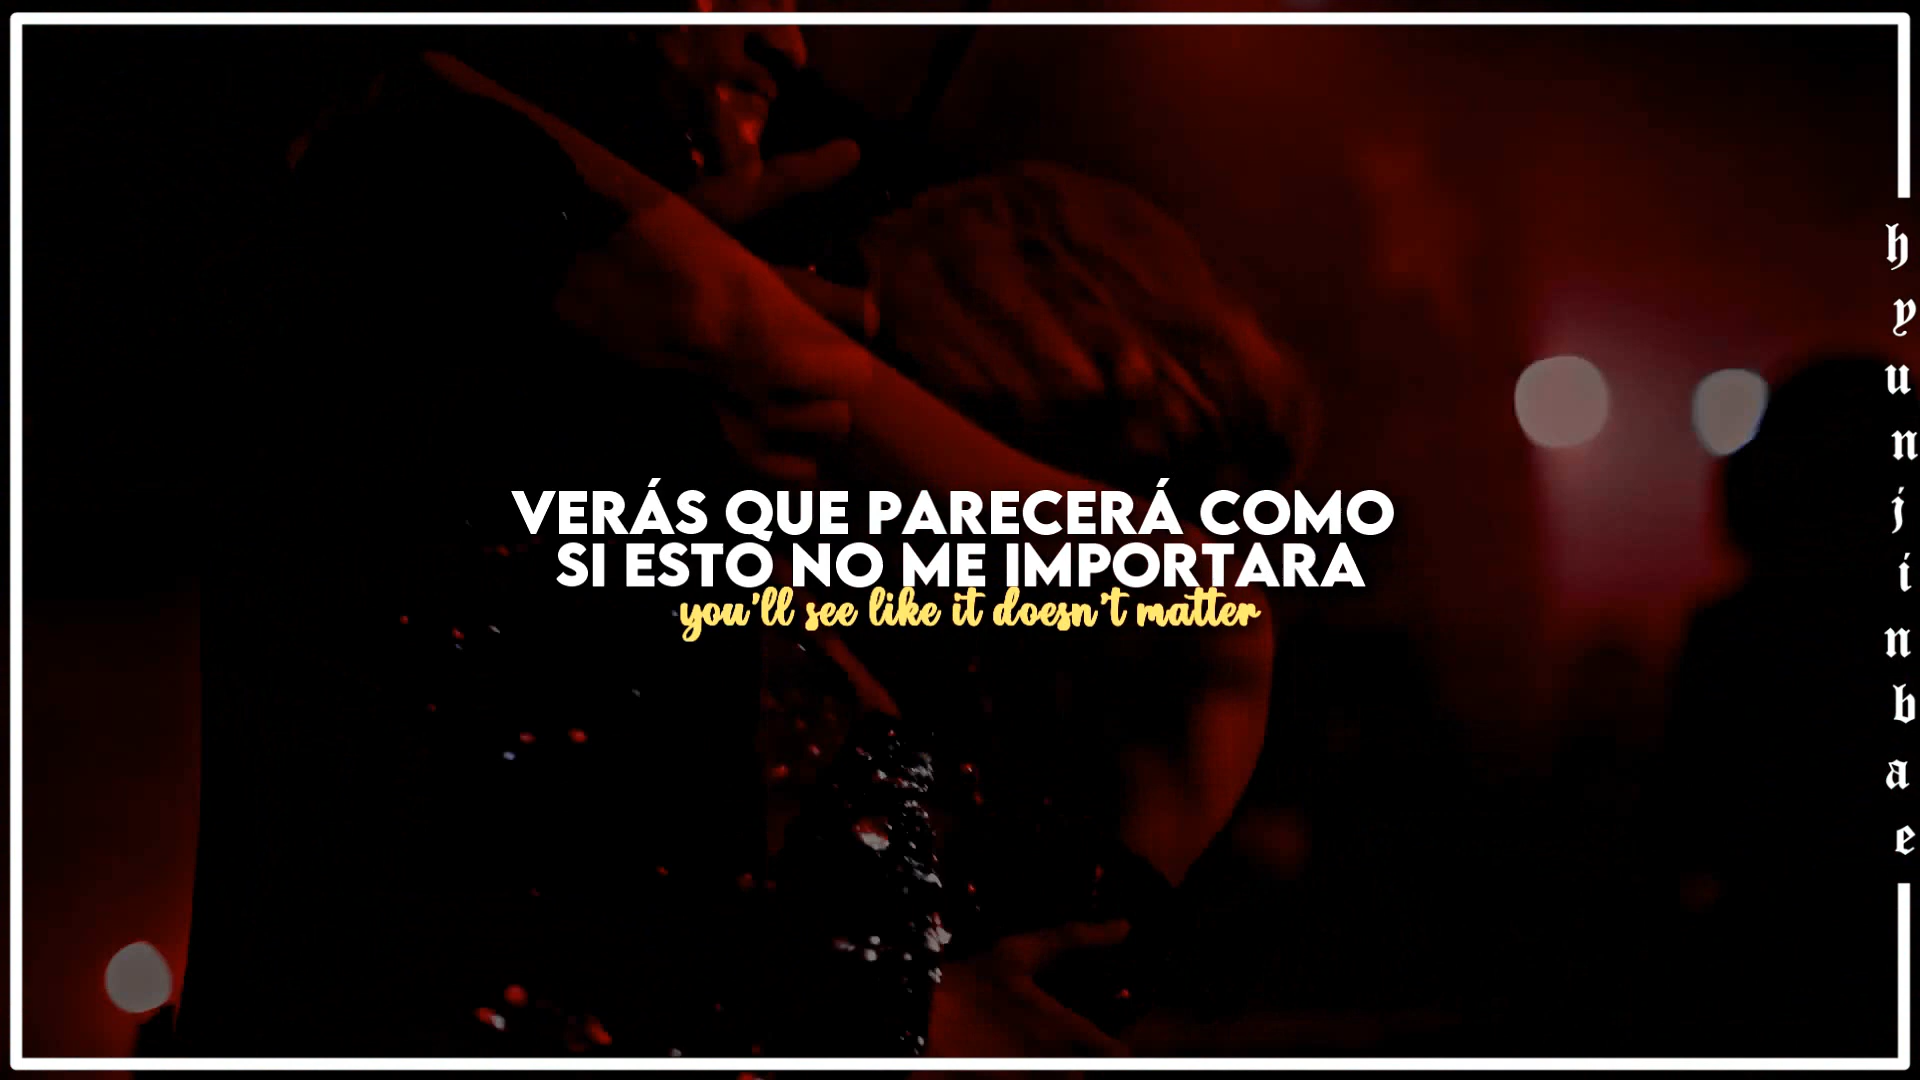 VERÁS QUE PARECERÁ COMO
SI ESTO NO ME IMPORTARA
you'll see like it doesn't matter
hyunjinbae